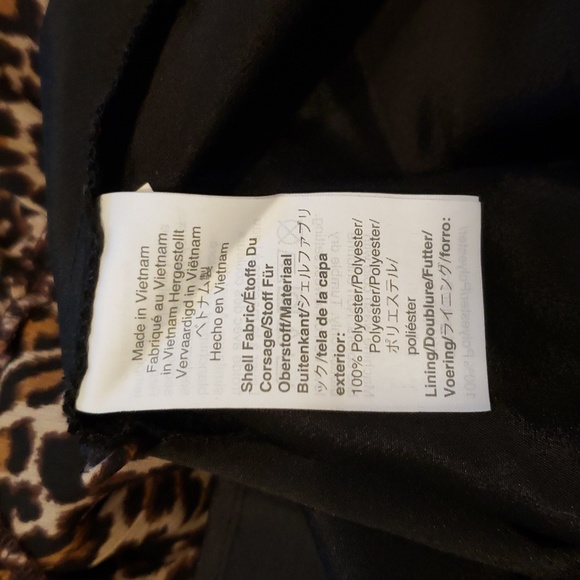 Made in Vietnam
Fabriqué au Vietnam
in Vietnam Hergestellt
Vervaardigd in Viëtnam
ベトナム製
Hecho en Vietnam
Shell Fabric/Étoffe Du
Corsage/Stoff Für
Oberstoff/Materiaal
Buitenkant/シェルファブリ
ック/tela de la capa
exterior:
100% Polyester/Polyester/
Polyester/Polyester/
ポリエステル/
poliéster
Lining/Doublure/Futter/
Voering/ライニング/forro: